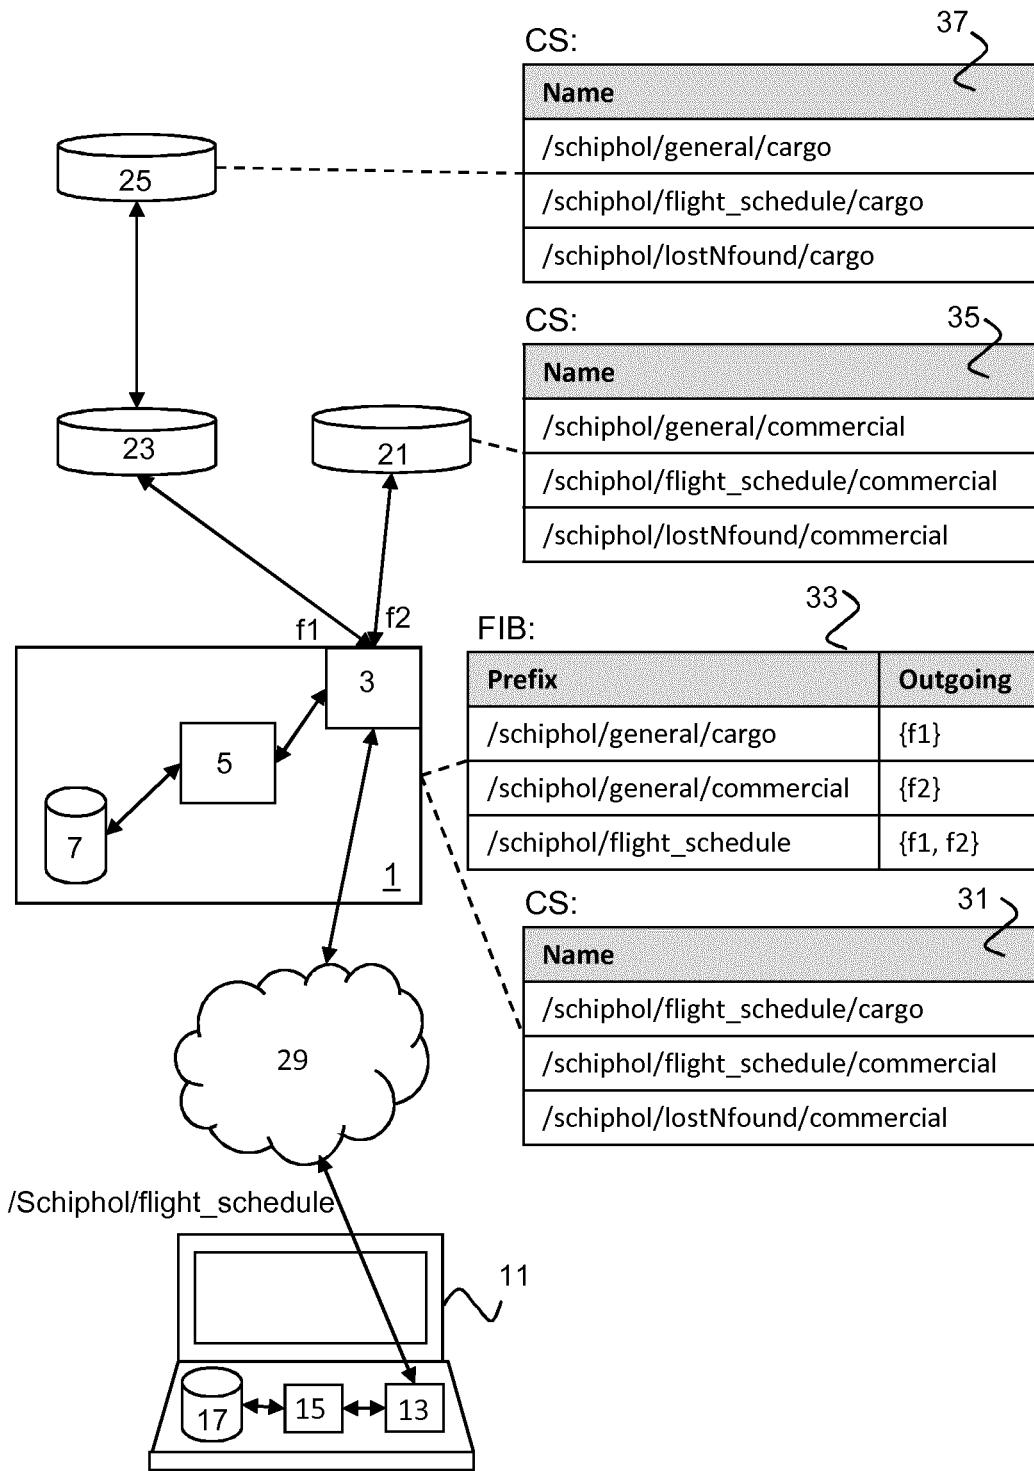 CS:
37
Name
/schiphol/general/cargo
/schiphol/flight_schedule/cargo
/schiphol/lostNfound/cargo
25
CS:
35
Name
/schiphol/general/commercial
/schiphol/flight_schedule/commercial
/schiphol/lostNfound/commercial
23
21
f1
f2
3
5
7
1
FIB:
33
Prefix Outgoing
/schiphol/general/cargo {f1}
/schiphol/general/commercial {f2}
/schiphol/flight_schedule {f1, f2}
CS:
31
Name
/schiphol/flight_schedule/cargo
/schiphol/flight_schedule/commercial
/schiphol/lostNfound/commercial
29
/Schiphol/flight_schedule
11
17
15
13